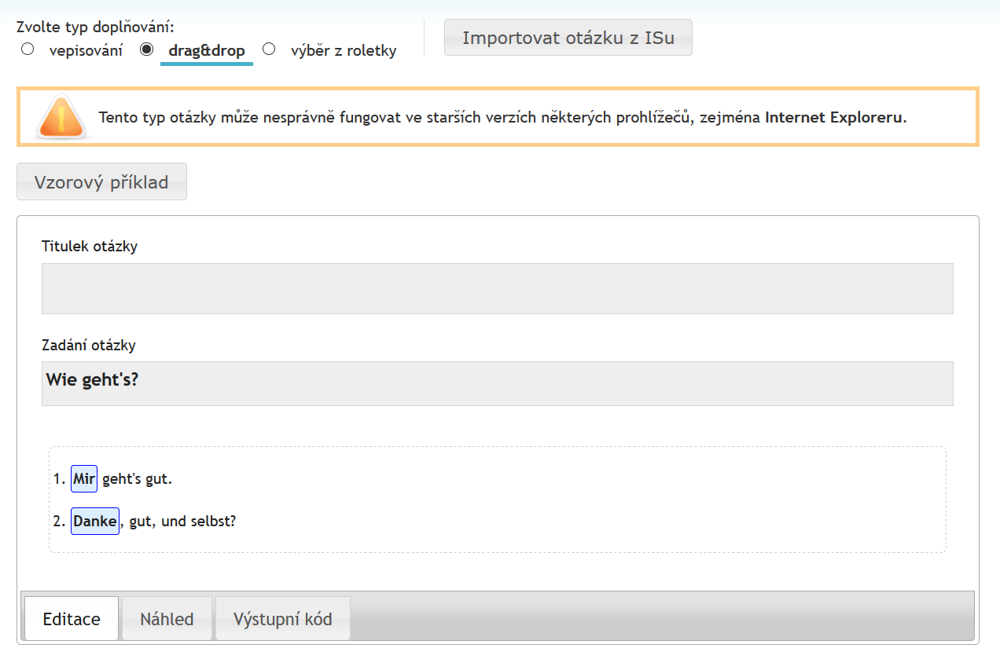 Zvolte typ doplňování:
vepisování drag&drop výběr z roletky
Importovat otázku z ISu
Tento typ otázky může nesprávně fungovat ve starších verzích některých prohlížečů, zejména Internet Exploreru.
Vzorový příklad
Titulek otázky
Zadání otázky
Wie geht's?
1. Mir geht's gut.
2. Danke, gut, und selbst?
Editace Náhled Výstupní kód